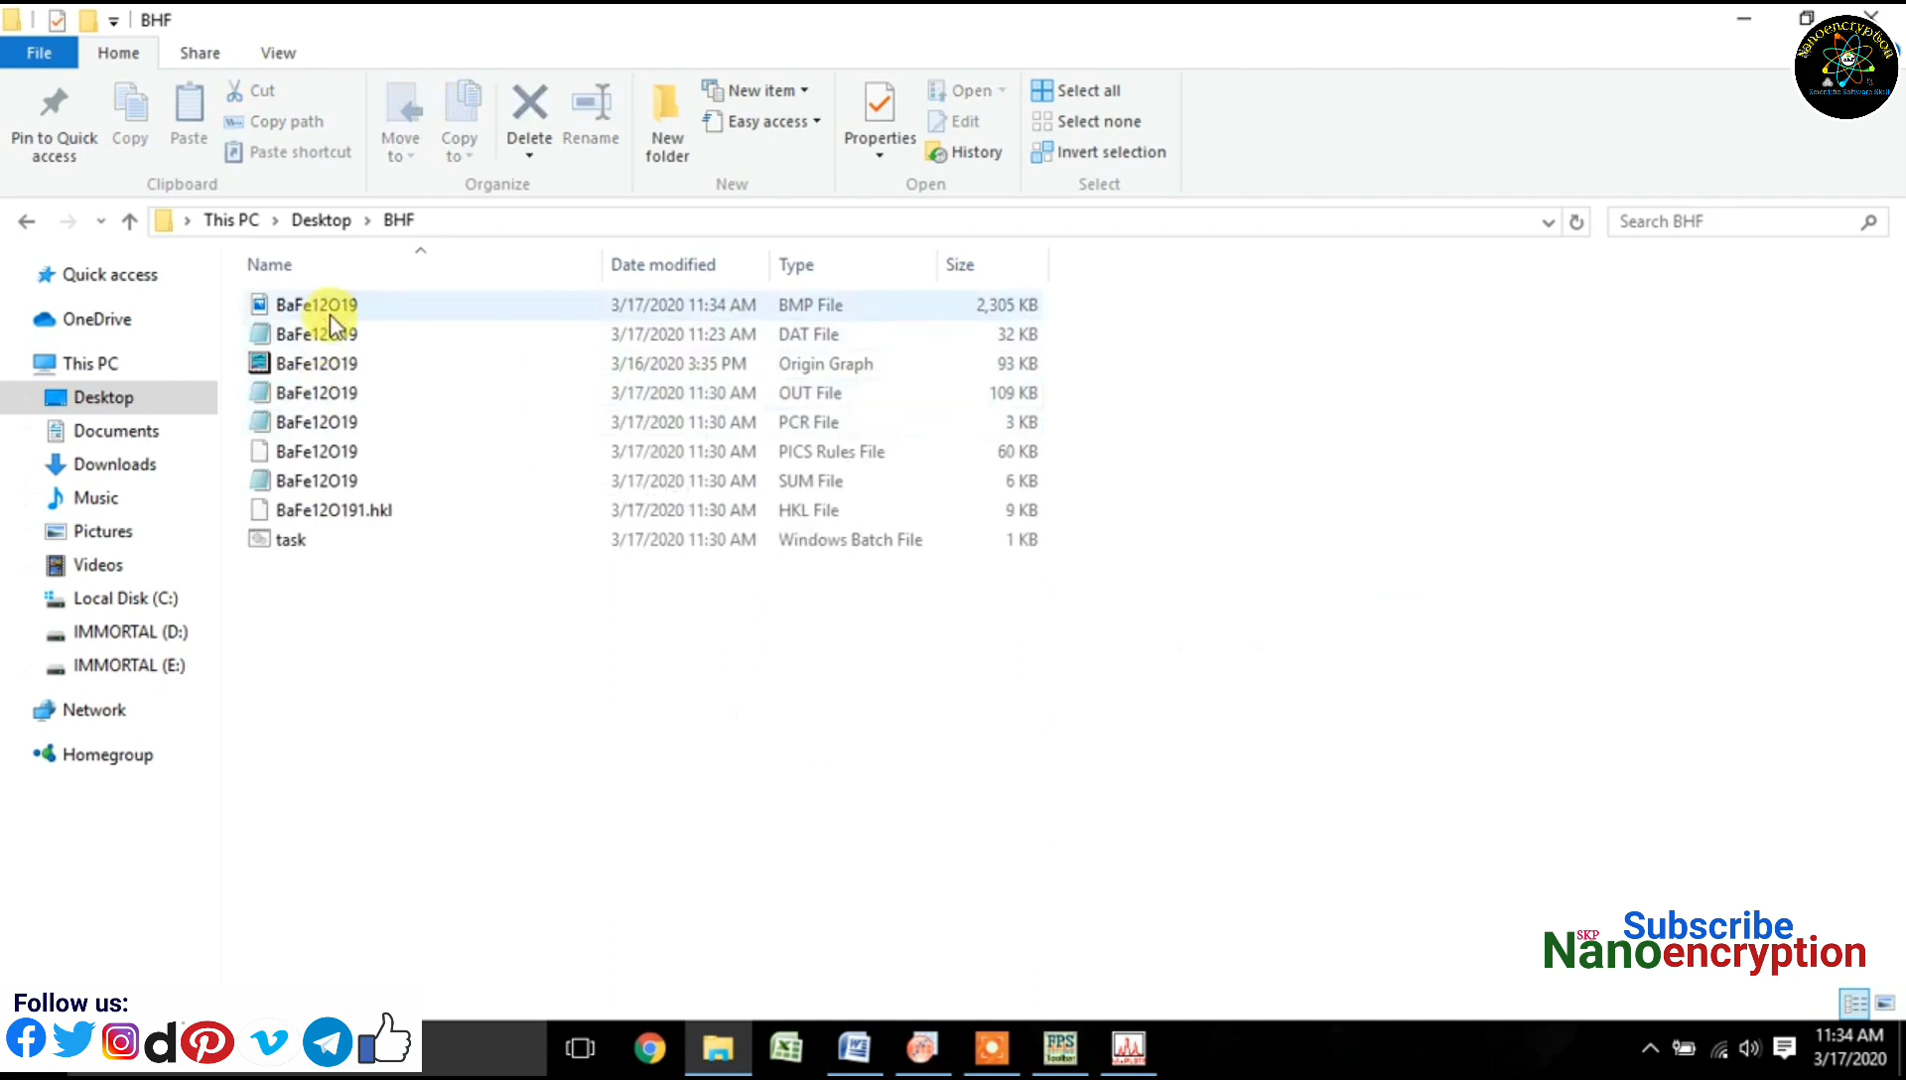 BHF
File Home Share View
Pin to Quick access
Copy
Paste
Cut
Copy path
Paste shortcut
Clipboard
Move to
Copy to
Delete
Rename
Organize
New folder
New item
Easy access
New
Properties
Open
Edit
History
Open
Select all
Select none
Invert selection
Select
Nanoencryption
Scientific Software Skill
This PC > Desktop > BHF
Search BHF
Name Date modified Type Size
BaFe12O19 3/17/2020 11:34 AM BMP File 2,305 KB
BaFe12O19 3/17/2020 11:23 AM DAT File 32 KB
BaFe12O19 3/16/2020 3:35 PM Origin Graph 93 KB
BaFe12O19 3/17/2020 11:30 AM OUT File 109 KB
BaFe12O19 3/17/2020 11:30 AM PCR File 3 KB
BaFe12O19 3/17/2020 11:30 AM PICS Rules File 60 KB
BaFe12O19 3/17/2020 11:30 AM SUM File 6 KB
BaFe12O191.hkl 3/17/2020 11:30 AM HKL File 9 KB
task 3/17/2020 11:30 AM Windows Batch File 1 KB
Quick access
OneDrive
This PC
Desktop
Documents
Downloads
Music
Pictures
Videos
Local Disk (C:)
IMMORTAL (D:)
IMMORTAL (E:)
Network
Homegroup
Subscribe
SKP
Nanoencryption
Follow us:
FPS
Toolbar
11:34 AM
3/17/2020